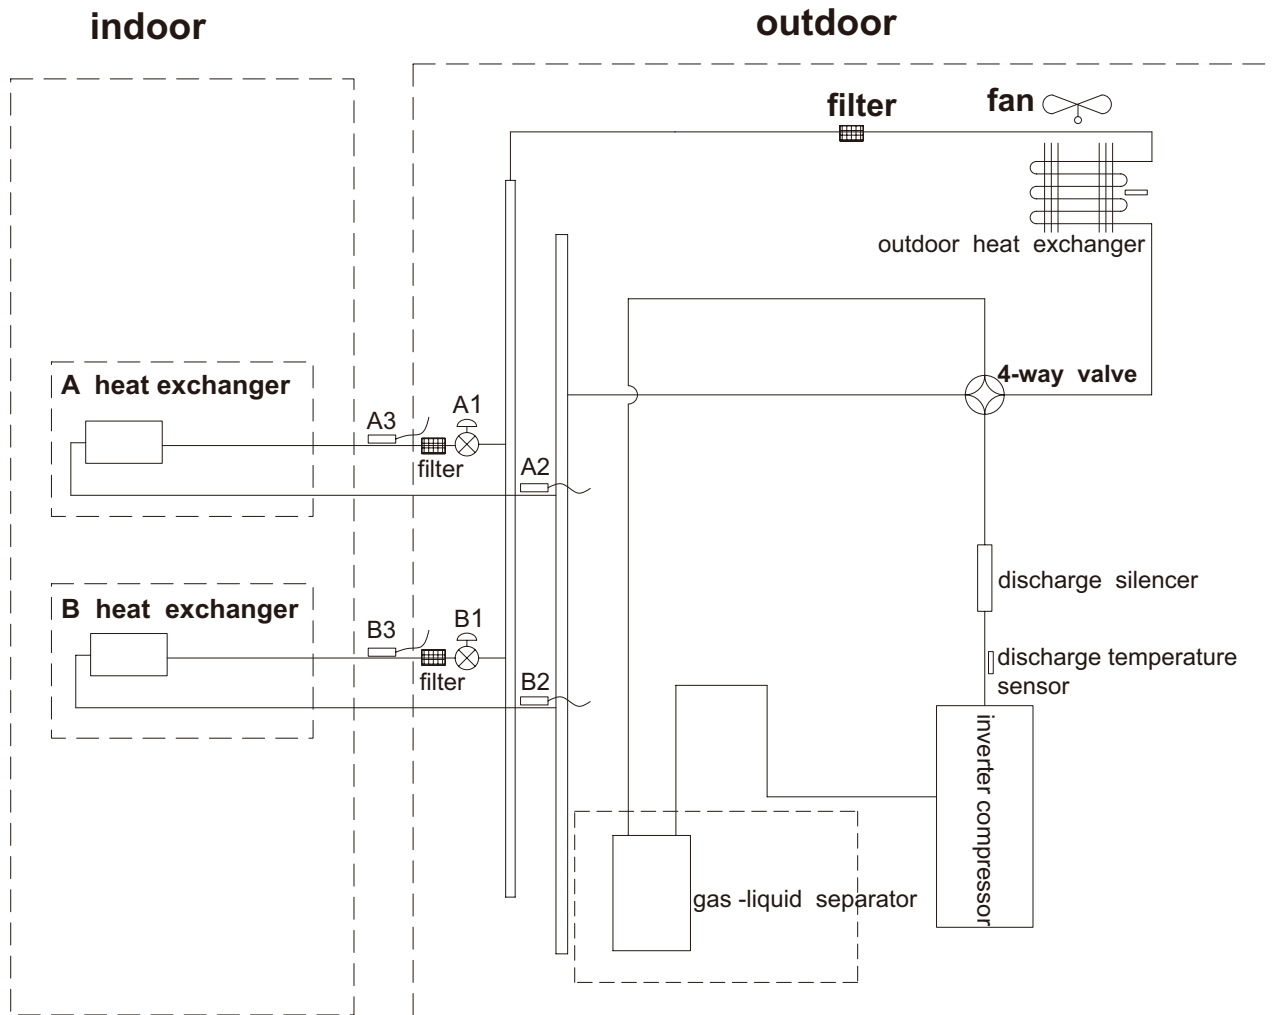 indoor
outdoor
filter
fan
outdoor heat exchanger
4-way valve
A heat exchanger
A3
A1
filter
A2
B heat exchanger
B3
B1
filter
B2
discharge silencer
discharge temperature
sensor
inverter compressor
gas -liquid separator